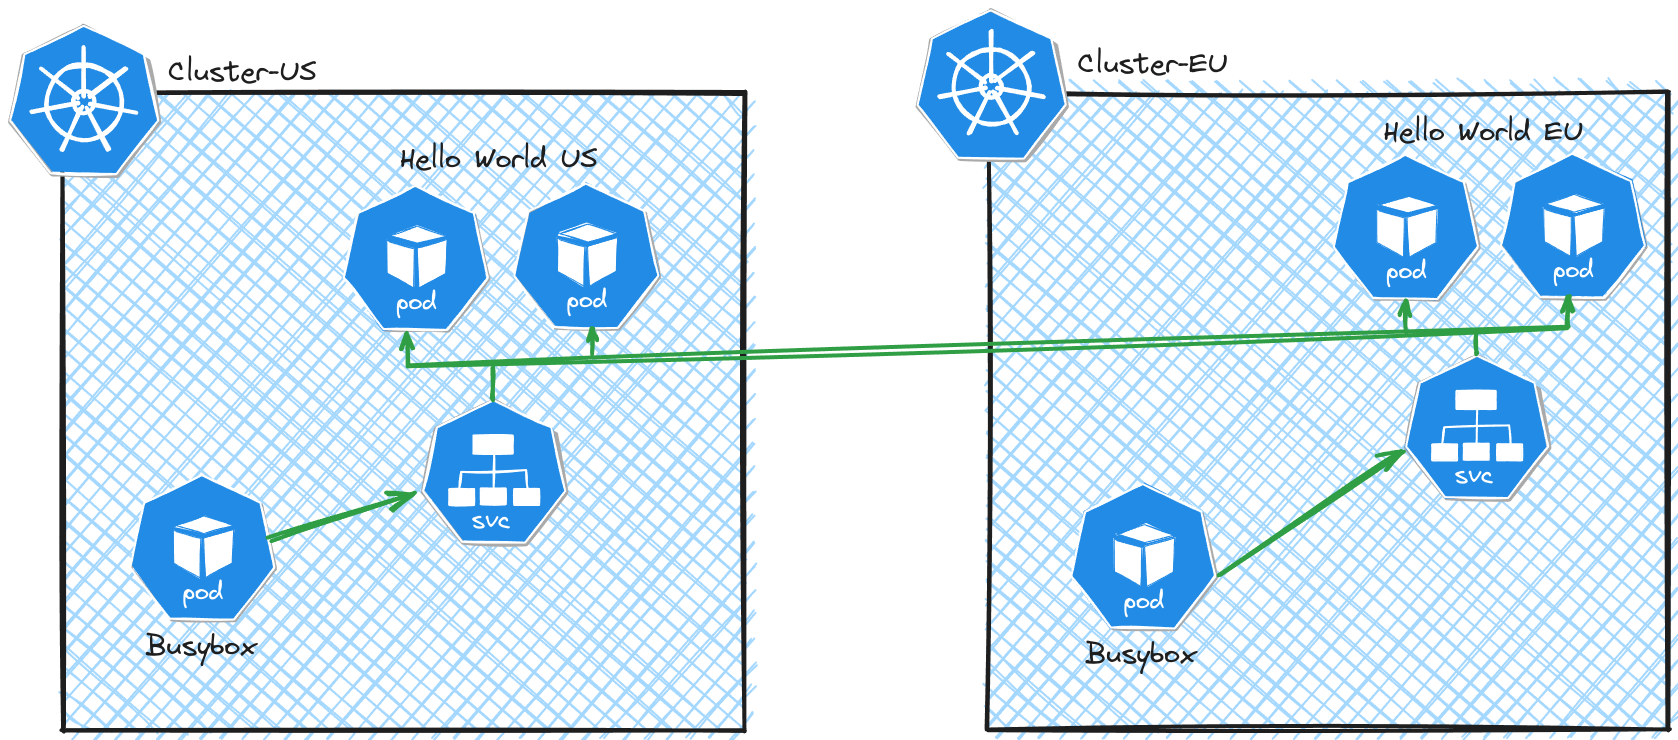 Cluster-US
Hello World US
pod
pod
svc
pod
Busybox
Cluster-EU
Hello World EU
pod
pod
svc
pod
Busybox